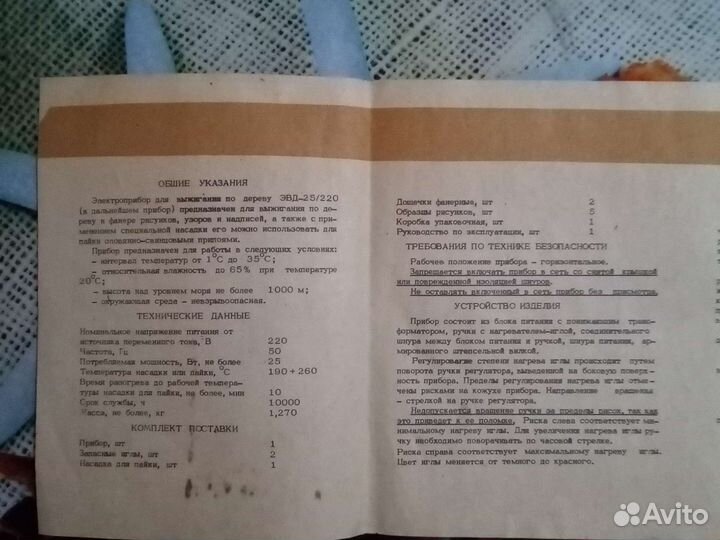 ОБЩИЕ УКАЗАНИЯ
Электроприбор для выжигания по дереву ЭВД-25/220
(в дальнейшем прибор) предназначен для выжигания по де-
реву в фанере рисунков, узоров и надписей, а также с при-
менением специальной насадки его можно использовать для
пайки оловянно-свинцовыми припоями.
Прибор предназначен для работы в следующих условиях:
- интервал температур от 1°С до 35°С;
- относительная влажность до 65% при температуре
20°С;
- высота над уровнем моря не более 1000 м;
- окружающая среда - невзрывоопасная.
ТЕХНИЧЕСКИЕ ДАННЫЕ
Номинальное напряжение питания от
источника переменного тока, В 220
Частота, Гц 50
Потребляемая мощность, Вт, не более 25
Температура насадки для пайки, °С 190÷260
Время разогрева до рабочей темпера-
туры насадки для пайки, не более, мин 10
Срок службы, ч 10000
Масса, не более, кг 1,270
КОМПЛЕКТ ПОСТАВКИ
Прибор, шт 1
Запасные иглы, шт 2
Насадка для пайки, шт 1
Дощечки фанерные, шт 2
Образцы рисунков, шт 5
Коробка упаковочная, шт 1
Руководство по эксплуатации, шт 1
ТРЕБОВАНИЯ ПО ТЕХНИКЕ БЕЗОПАСНОСТИ
Рабочее положение прибора - горизонтальное.
Запрещается включать прибор в сеть со снятой крышкой
или поврежденной изоляцией шнуров.
Не оставлять включенный в сеть прибор без присмотра.
УСТРОЙСТВО ИЗДЕЛИЯ
Прибор состоит из блока питания с понижающим транс-
форматором, ручки с нагревателем-иглой, соединительного
шнура между блоком питания и ручкой, шнура питания, ар-
мированного штепсельной вилкой.
Регулирование степени нагрева иглы происходит путем
поворота ручки регулятора, выведенной на боковую поверх-
ность прибора. Пределы регулирования нагрева иглы отме-
чены рисками на кожухе прибора. Направление вращения
- стрелкой на ручке регулятора.
Недопускается вращение ручки за пределы рисок, так как
это приведет к ее поломке. Риска слева соответствует ми-
нимальному нагреву иглы. Для увеличения нагрева иглы руч-
ку необходимо поворачивать по часовой стрелке.
Риска справа соответствует максимальному нагреву иглы.
Цвет иглы меняется от темного до красного.
Avito